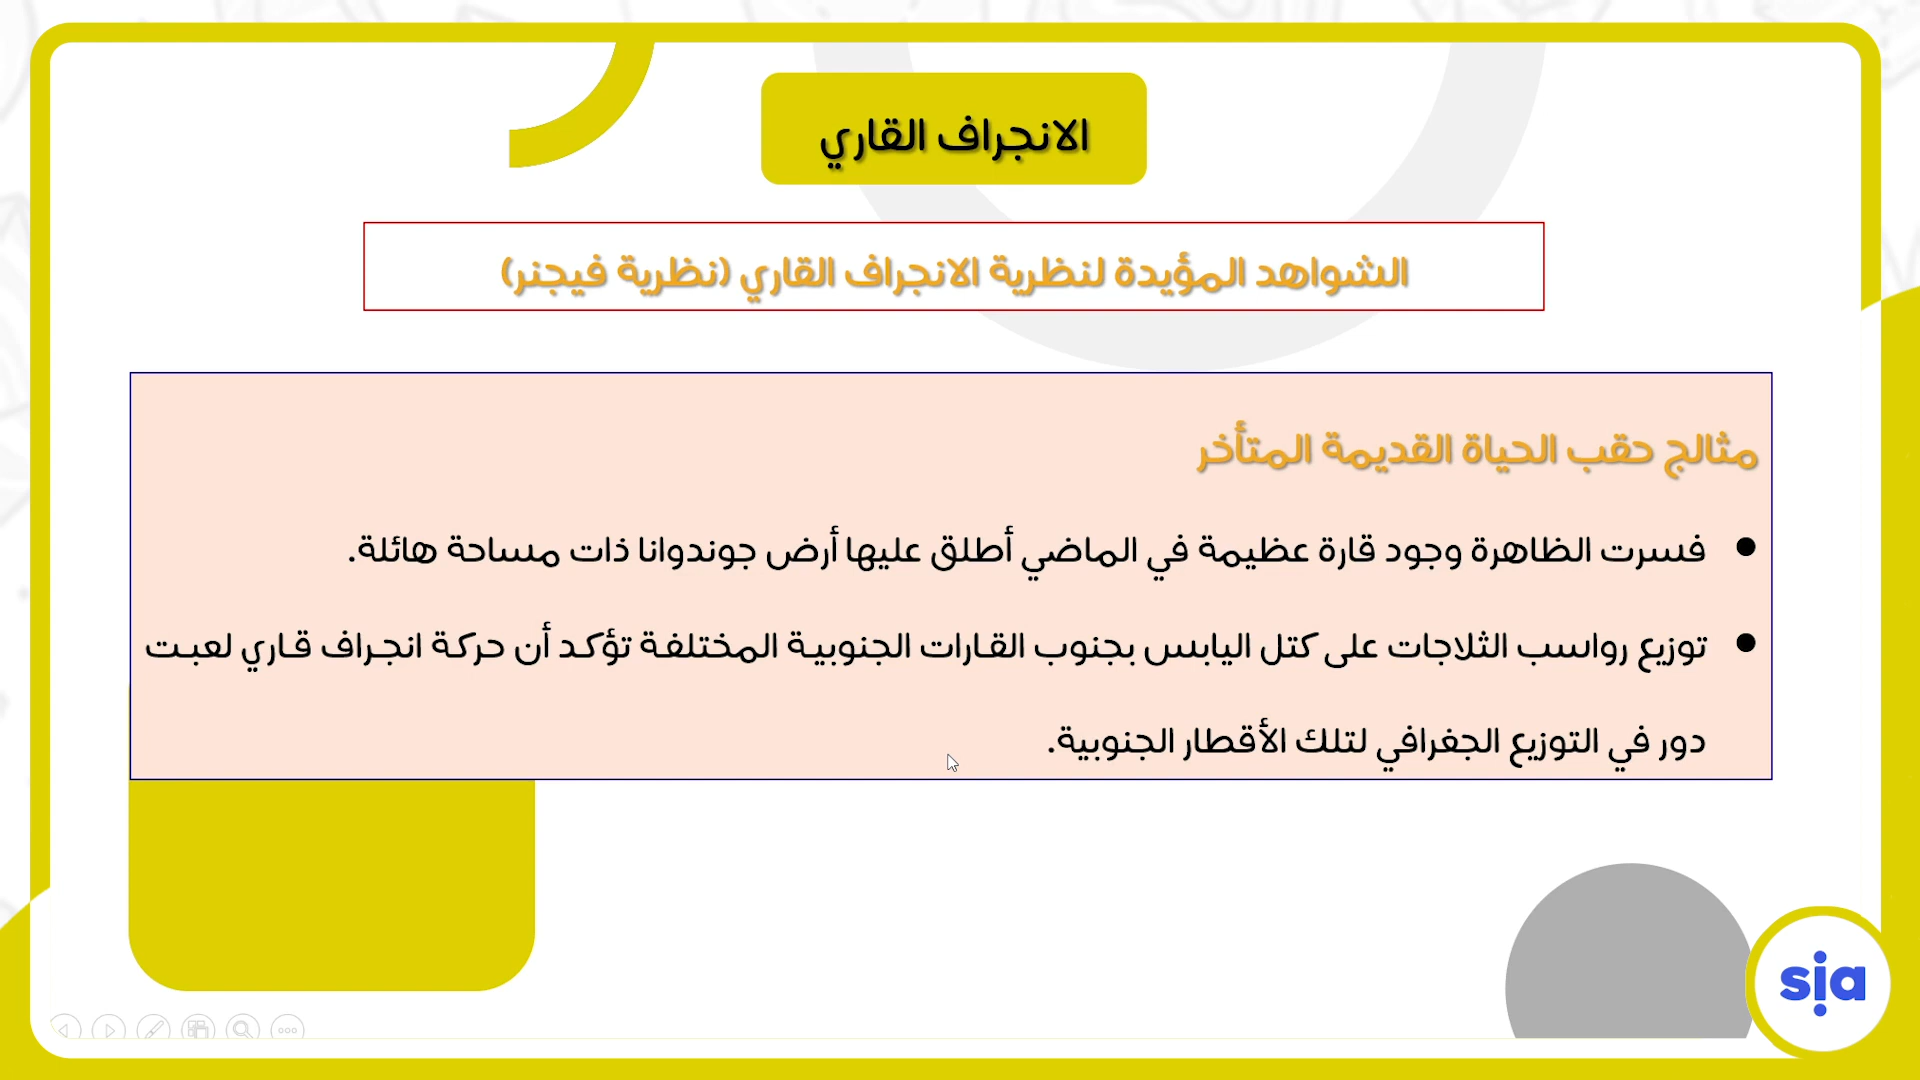 الانجراف القاري
الشواهد المؤيدة لنظرية الانجراف القاري (نظرية فيجنر)
مثالج حقب الحياة القديمة المتأخر
● فسرت الظاهرة وجود قارة عظيمة في الماضي أطلق عليها أرض جوندوانا ذات مساحة هائلة.
● توزيع رواسب الثلاجات على كتل اليابس بجنوب القارات الجنوبية المختلفة تؤكد أن حركة انجراف قاري لعبت
دور في التوزيع الجغرافي لتلك الأقطار الجنوبية.
sia